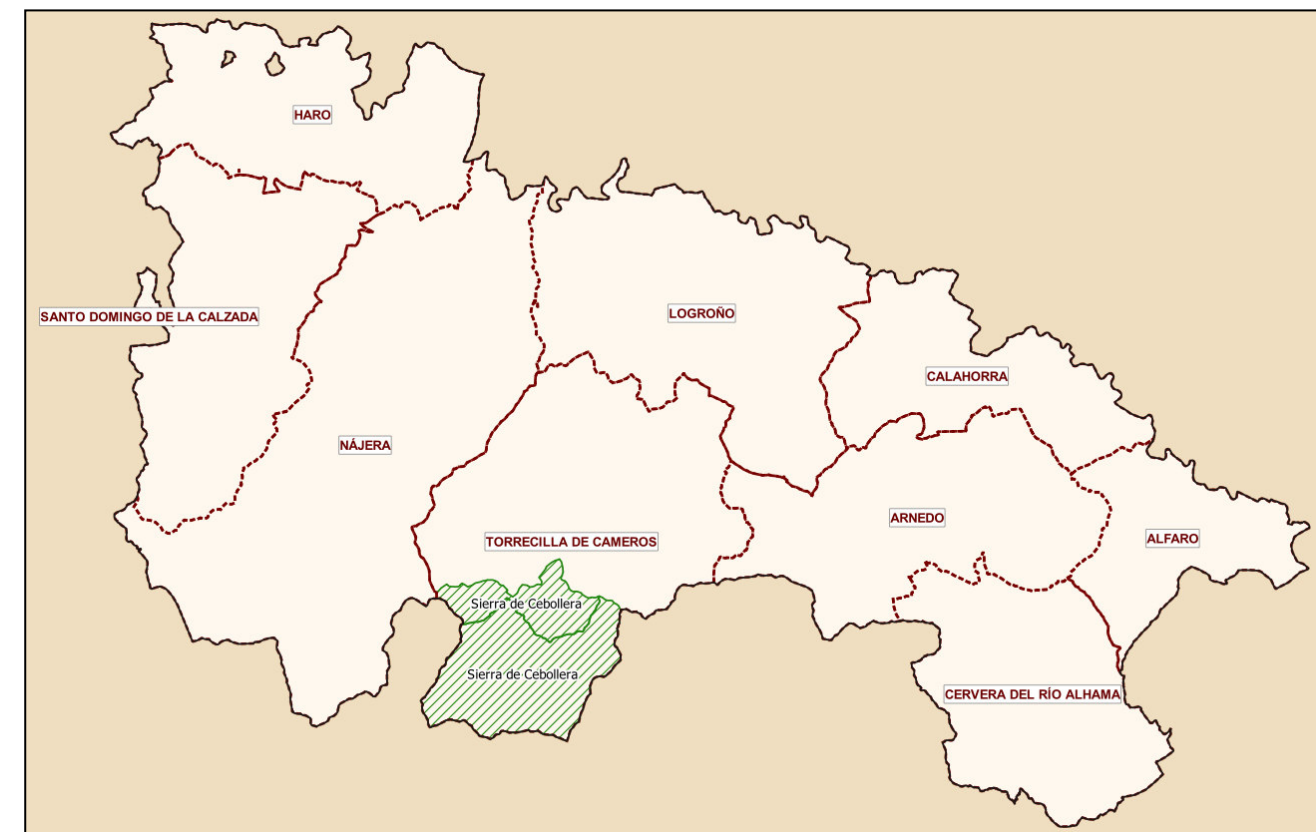 HARO
SANTO DOMINGO DE LA CALZADA
LOGROÑO
CALAHORRA
NÁJERA
ARNEDO
ALFARO
TORRECILLA DE CAMEROS
Sierra de Cebollera
Sierra de Cebollera
CERVERA DEL RÍO ALHAMA